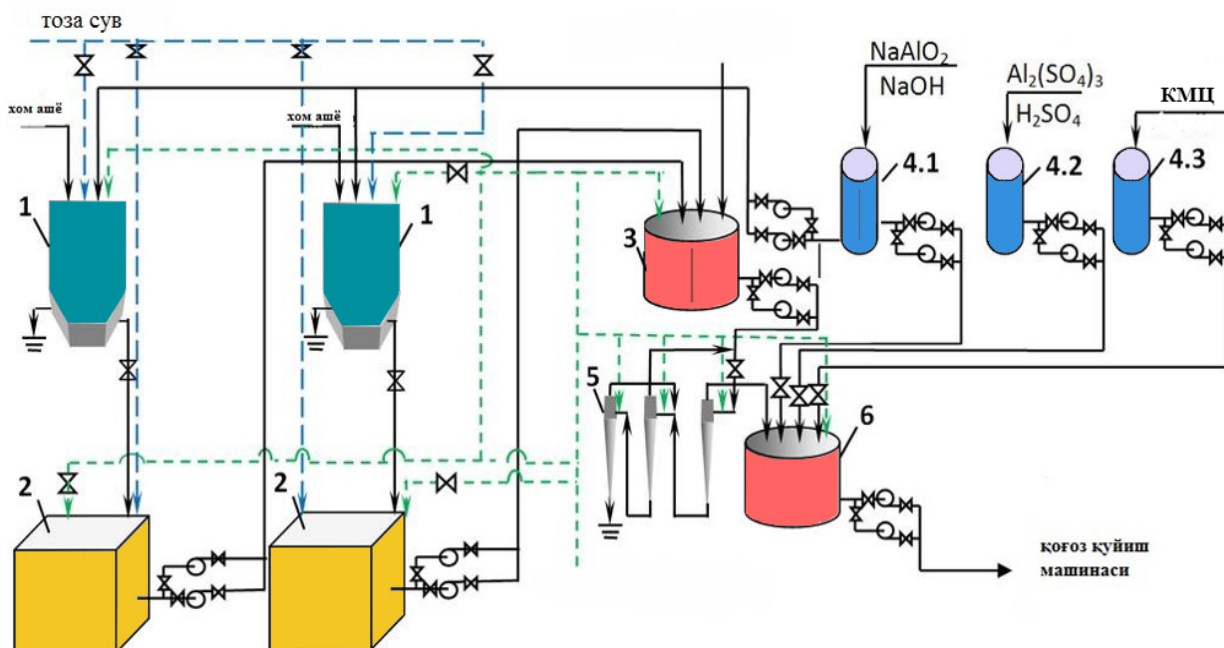 тоза сув
хом ашё
хом ашё
NaAlO₂
NaOH
Al₂(SO₄)₃
H₂SO₄
КМЦ
4.1
4.2
4.3
1
1
3
5
6
2
2
қоғоз қуйиш
машинаси